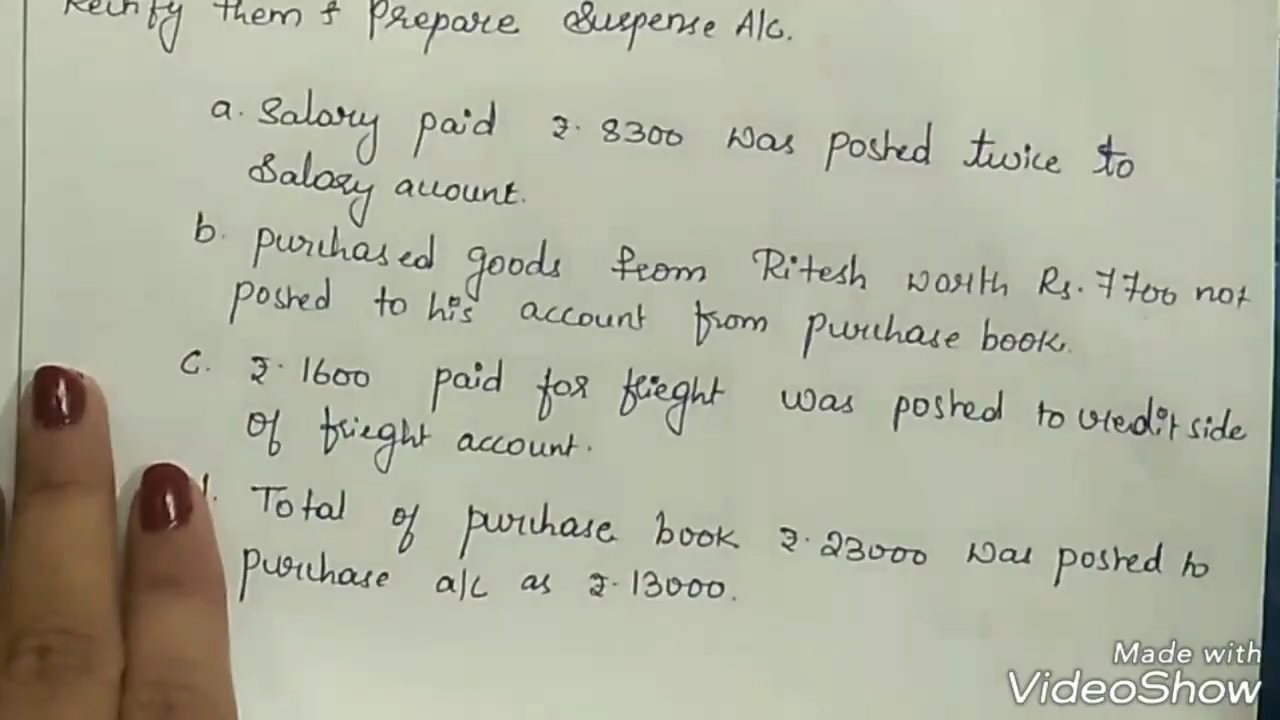 Rectify them & Prepare Suspense A/c.
a. Salary paid ₹. 8300 was posted twice to
Salary account.
b. purchased goods from Ritesh worth Rs. 7700 not
posted to his account from purchase book.
c. ₹. 1600 paid for frieght was posted to credit side
of frieght account.
Total of purchase book ₹. 23000 was posted to
purchase a/c as ₹. 13000.
Made with
VideoShow